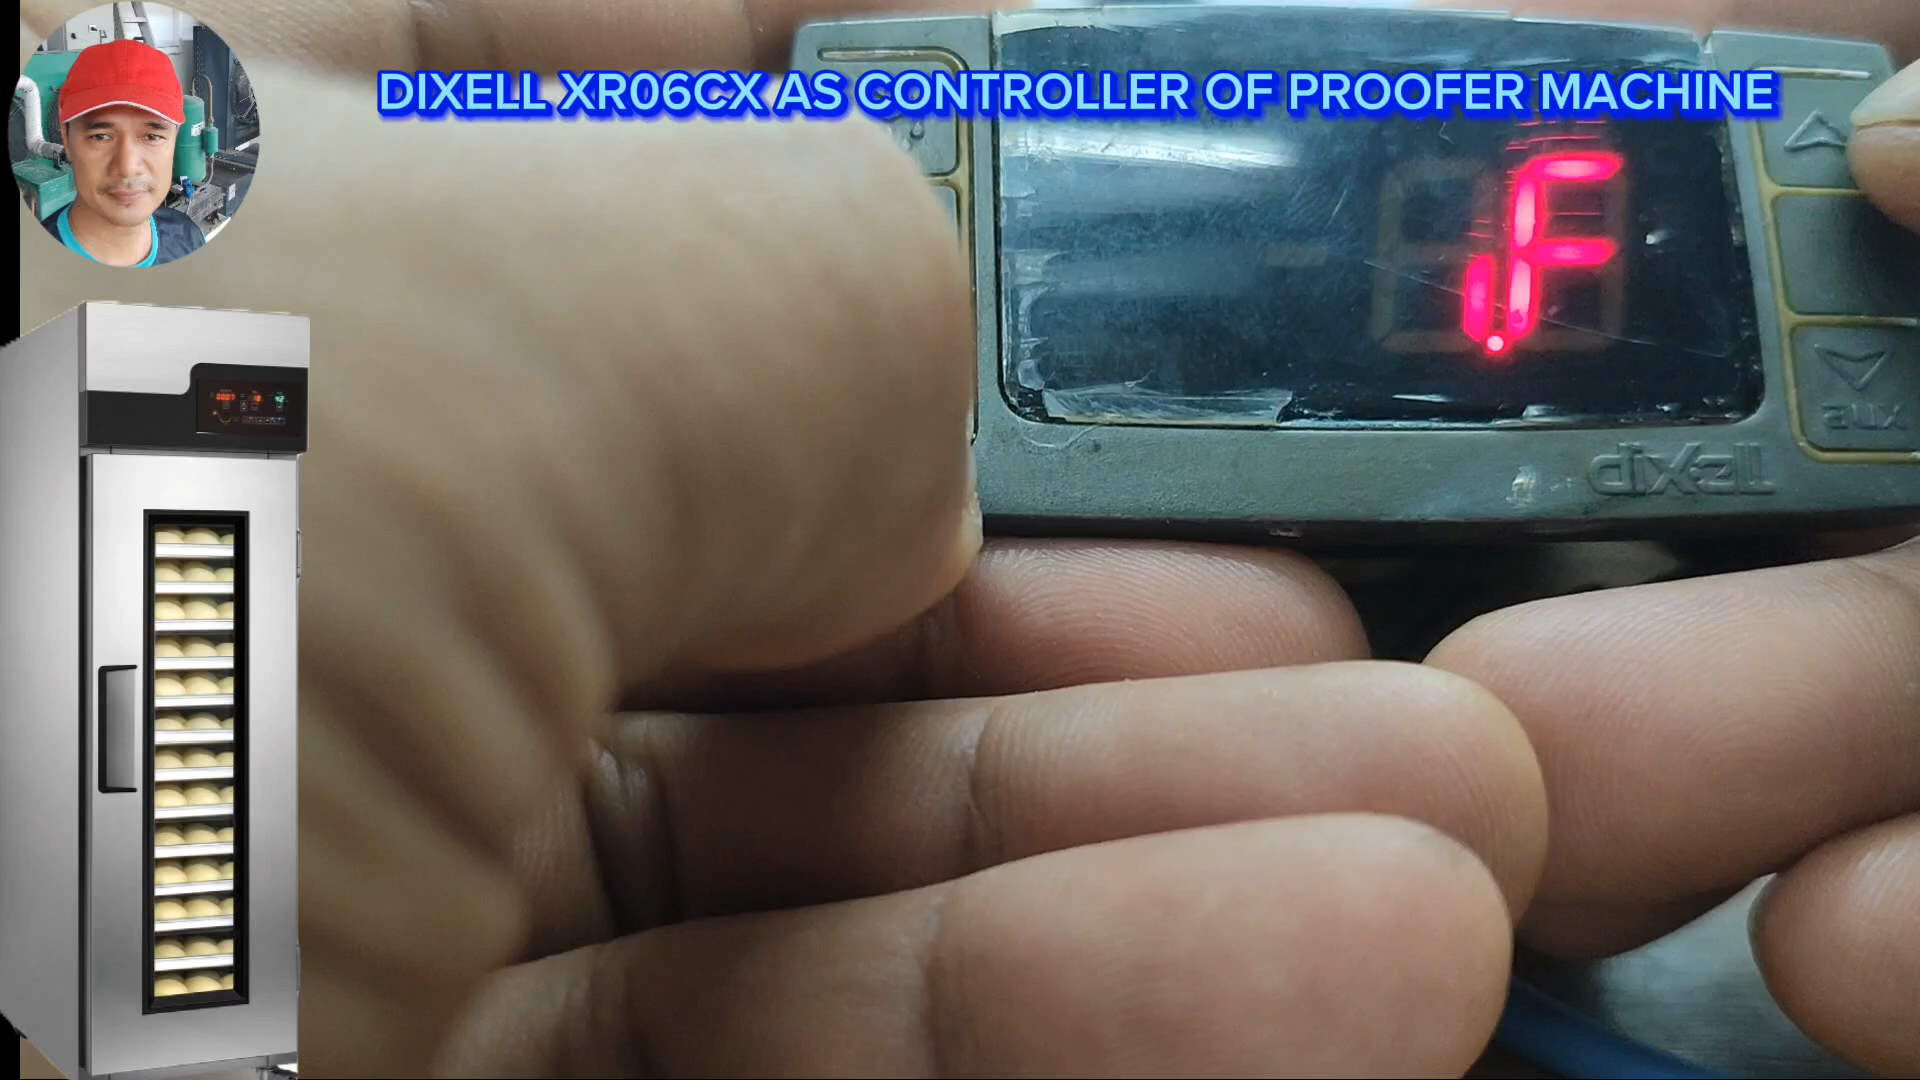 DIXELL XR06CX AS CONTROLLER OF PROOFER MACHINE
iF
dixell
AUX